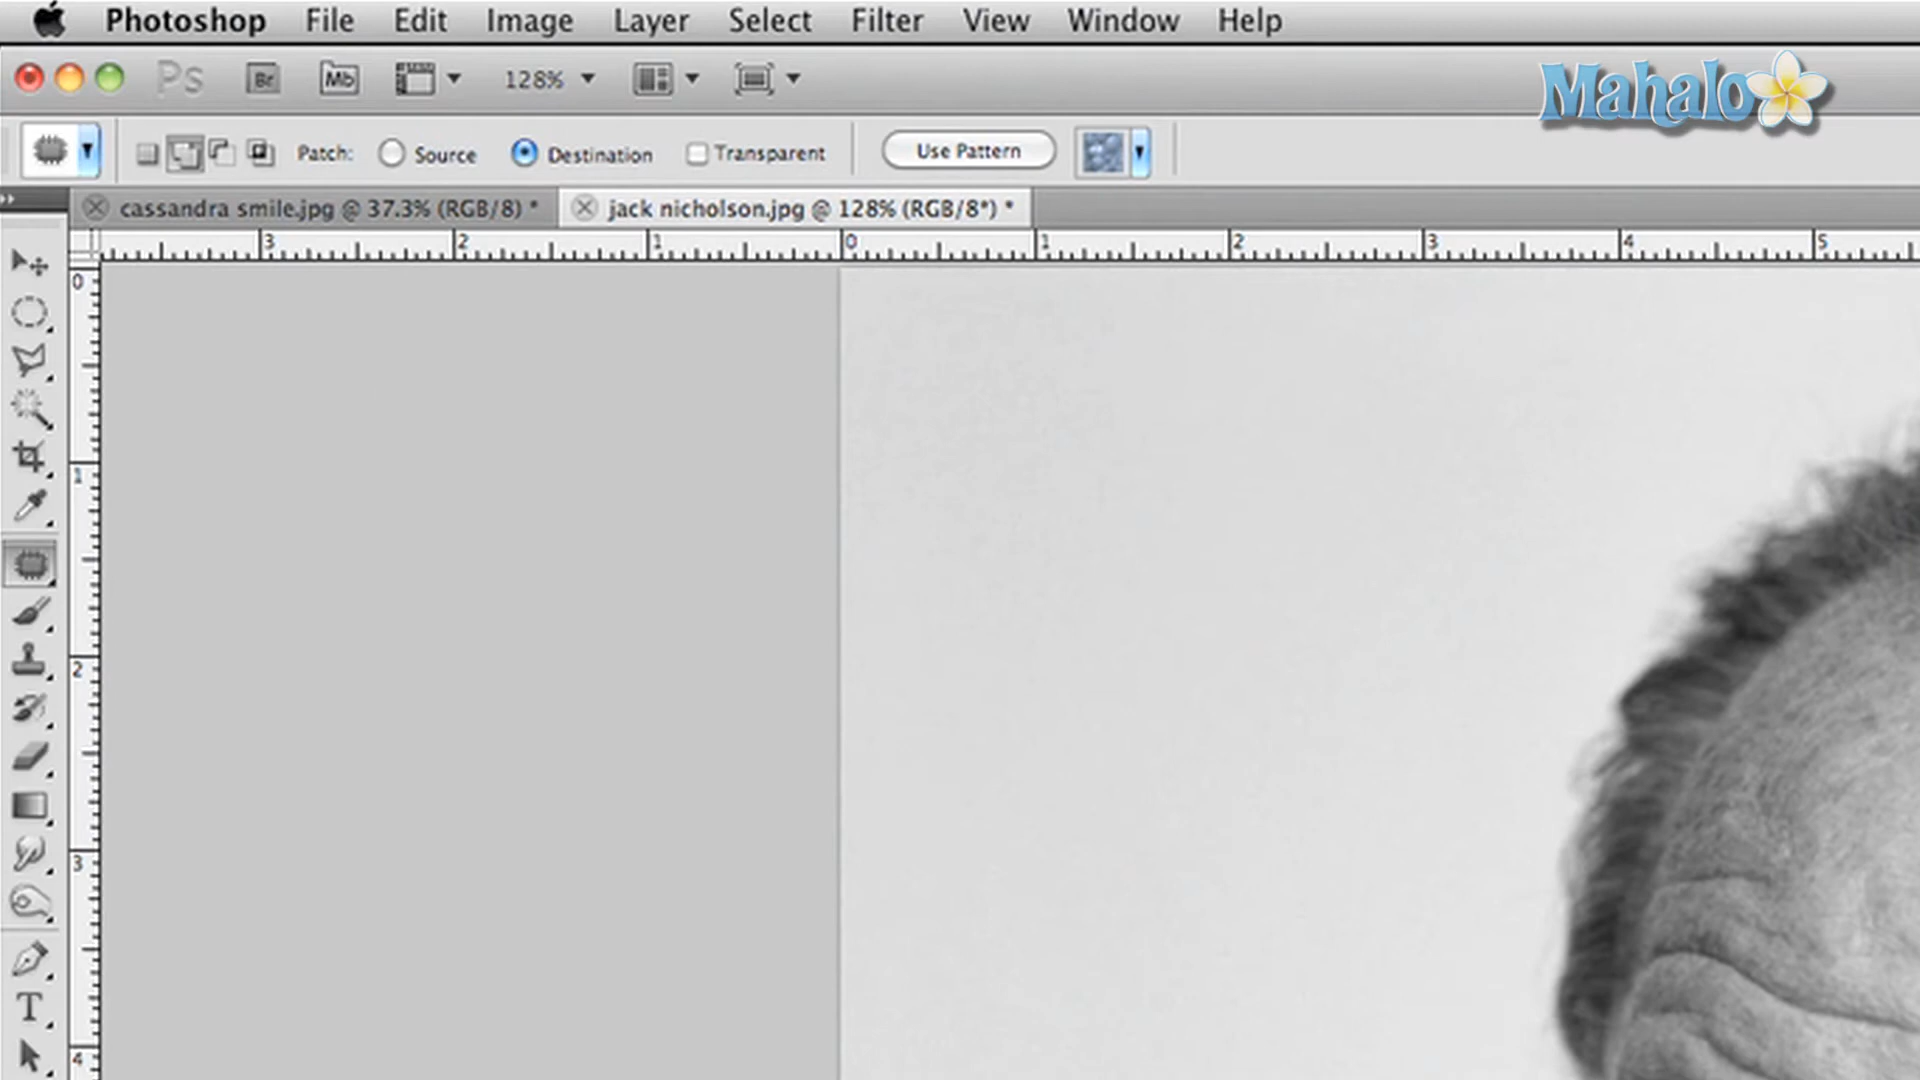 Photoshop File Edit Image Layer Select Filter View Window Help
Ps Br Mb 128%
Mahalo
Patch: Source Destination Transparent Use Pattern
cassandra smile.jpg @ 37.3% (RGB/8) * jack nicholson.jpg @ 128% (RGB/8*) *
3 2 1 0 1 2 3 4 5
0
1
2
3
T
4